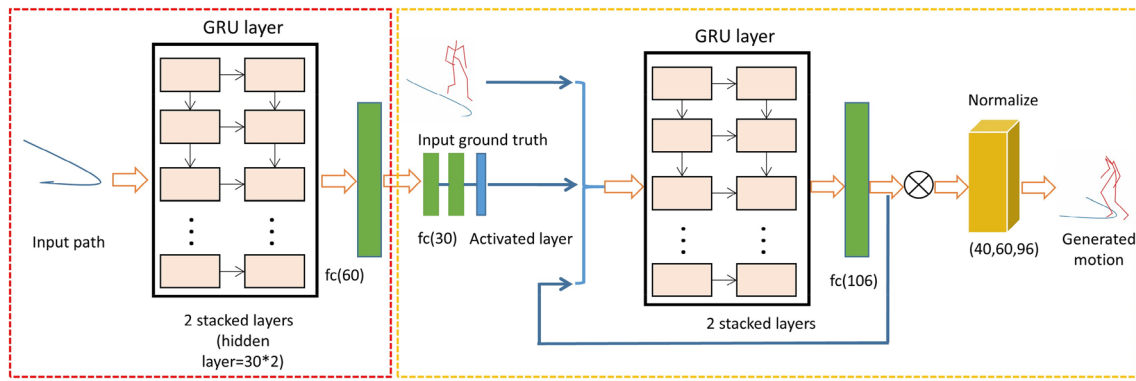 GRU layer
Input path
fc(60)
2 stacked layers
(hidden
layer=30*2)
Input ground truth
fc(30)
Activated layer
GRU layer
2 stacked layers
fc(106)
Normalize
(40,60,96)
Generated
motion